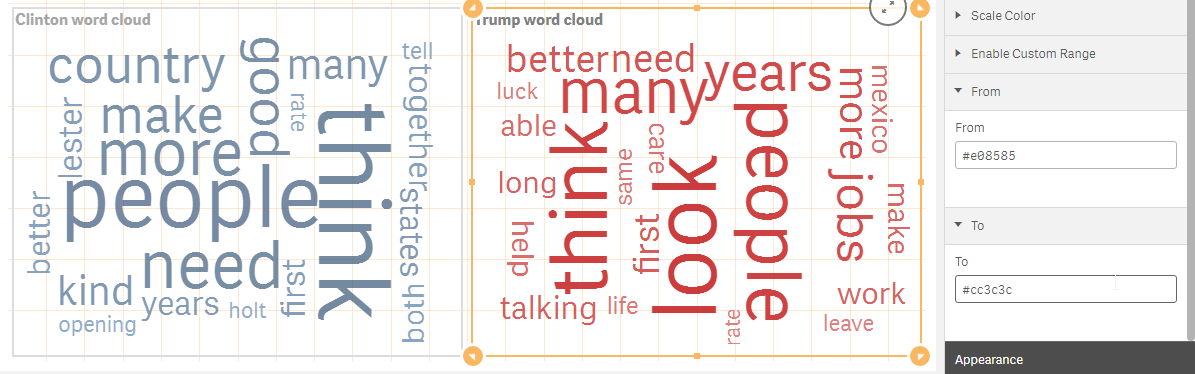 Clinton word cloud
country
good
many
tell
together
rate
lester
make
more
think
people
better
states
need
kind
years
first
both
holt
opening
Trump word cloud
better
need
years
luck
many
more
mexico
able
think
care
people
same
look
long
jobs
make
held
first
talking
life
work
rate
leave
Scale Color
Enable Custom Range
From
From
#e08585
To
To
#cc3c3c
Appearance